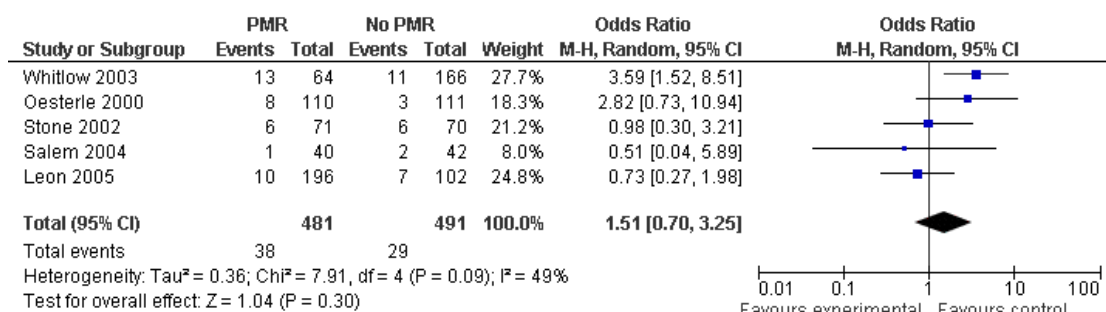 PMR No PMR Odds Ratio Odds Ratio
Study or Subgroup Events Total Events Total Weight M-H, Random, 95% CI M-H, Random, 95% CI
Whitlow 2003 13 64 11 166 27.7% 3.59 [1.52, 8.51]
Oesterle 2000 8 110 3 111 18.3% 2.82 [0.73, 10.94]
Stone 2002 6 71 6 70 21.2% 0.98 [0.30, 3.21]
Salem 2004 1 40 2 42 8.0% 0.51 [0.04, 5.89]
Leon 2005 10 196 7 102 24.8% 0.73 [0.27, 1.98]
Total (95% CI) 481 491 100.0% 1.51 [0.70, 3.25]
Total events 38 29
Heterogeneity: Tau² = 0.36; Chi² = 7.91, df = 4 (P = 0.09); I² = 49%
Test for overall effect: Z = 1.04 (P = 0.30)
0.01 0.1 1 10 100
Favours experimental Favours control